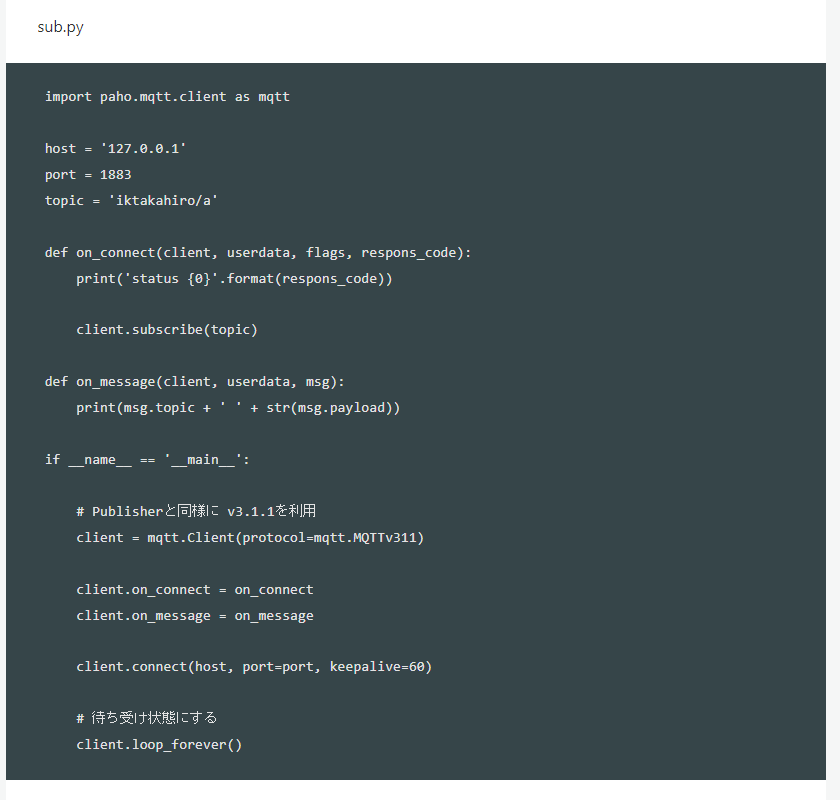 sub.py
import paho.mqtt.client as mqtt
host = '127.0.0.1'
port = 1883
topic = 'iktakahiro/a'
def on_connect(client, userdata, flags, respons_code):
    print('status {0}'.format(respons_code))
    client.subscribe(topic)
def on_message(client, userdata, msg):
    print(msg.topic + ' ' + str(msg.payload))
if __name__ == '__main__':
    # Publisherと同様に v3.1.1を利用
    client = mqtt.Client(protocol=mqtt.MQTTv311)
    client.on_connect = on_connect
    client.on_message = on_message
    client.connect(host, port=port, keepalive=60)
    # 待ち受け状態にする
    client.loop_forever()